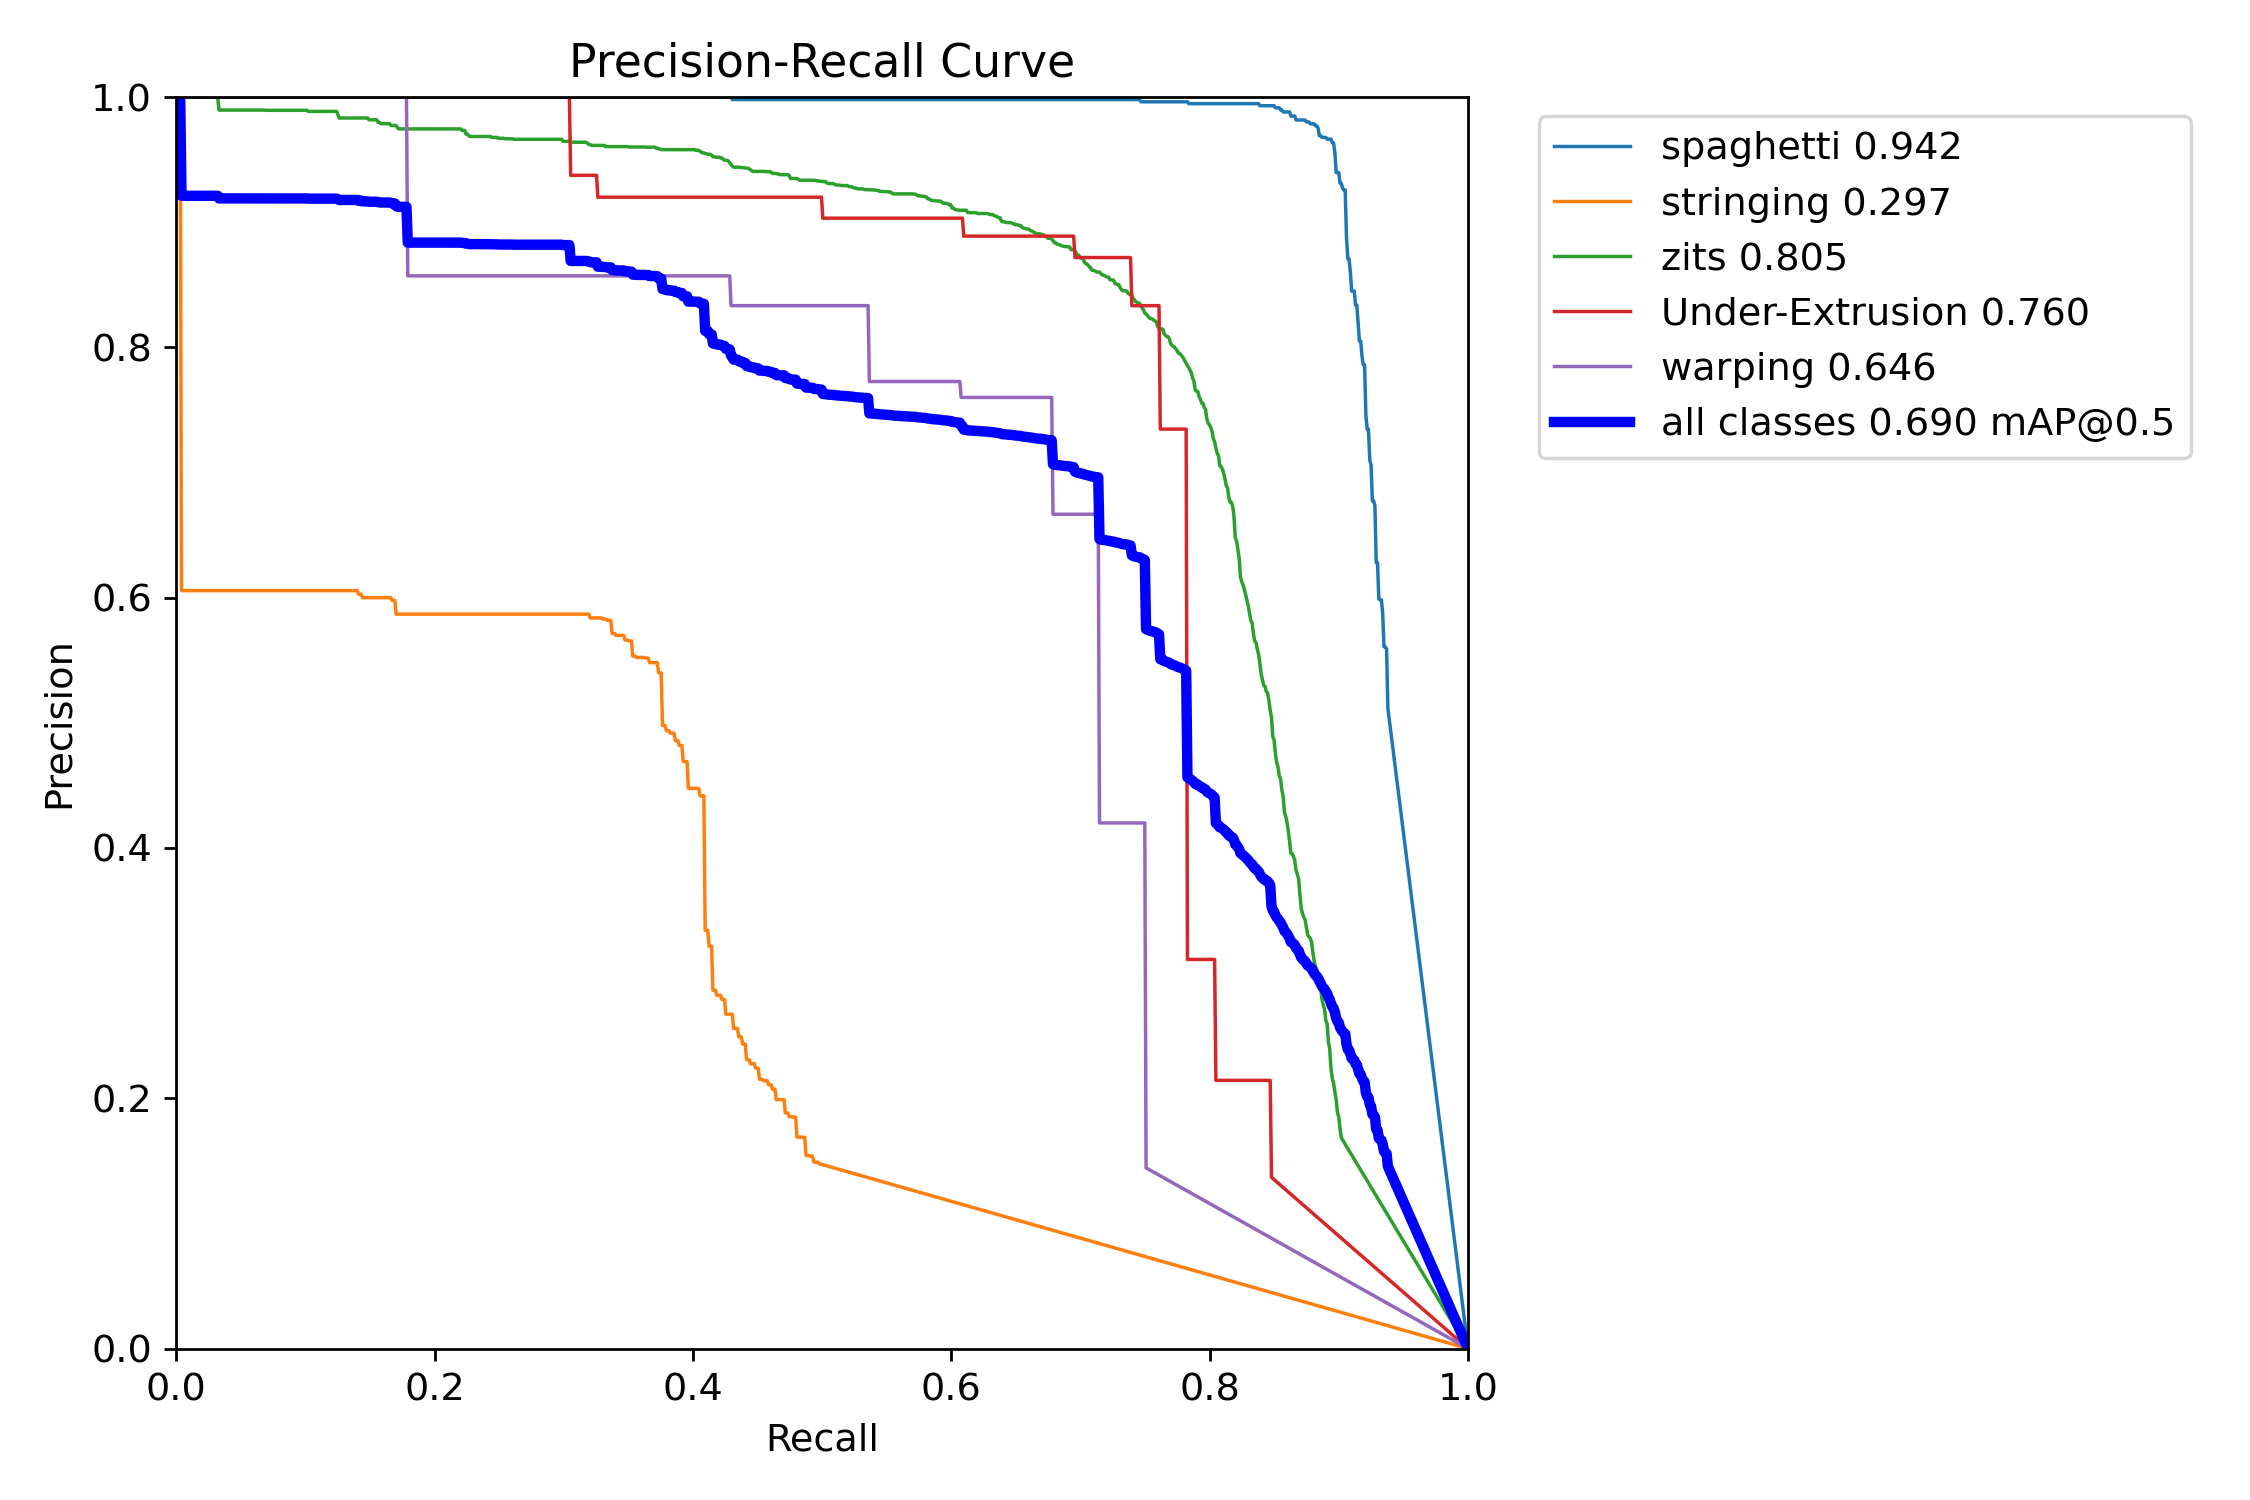 Precision-Recall Curve
1.0
0.8
0.6
0.4
0.2
0.0
Precision
0.0 0.2 0.4 0.6 0.8 1.0
Recall
spaghetti 0.942
stringing 0.297
zits 0.805
Under-Extrusion 0.760
warping 0.646
all classes 0.690 mAP@0.5